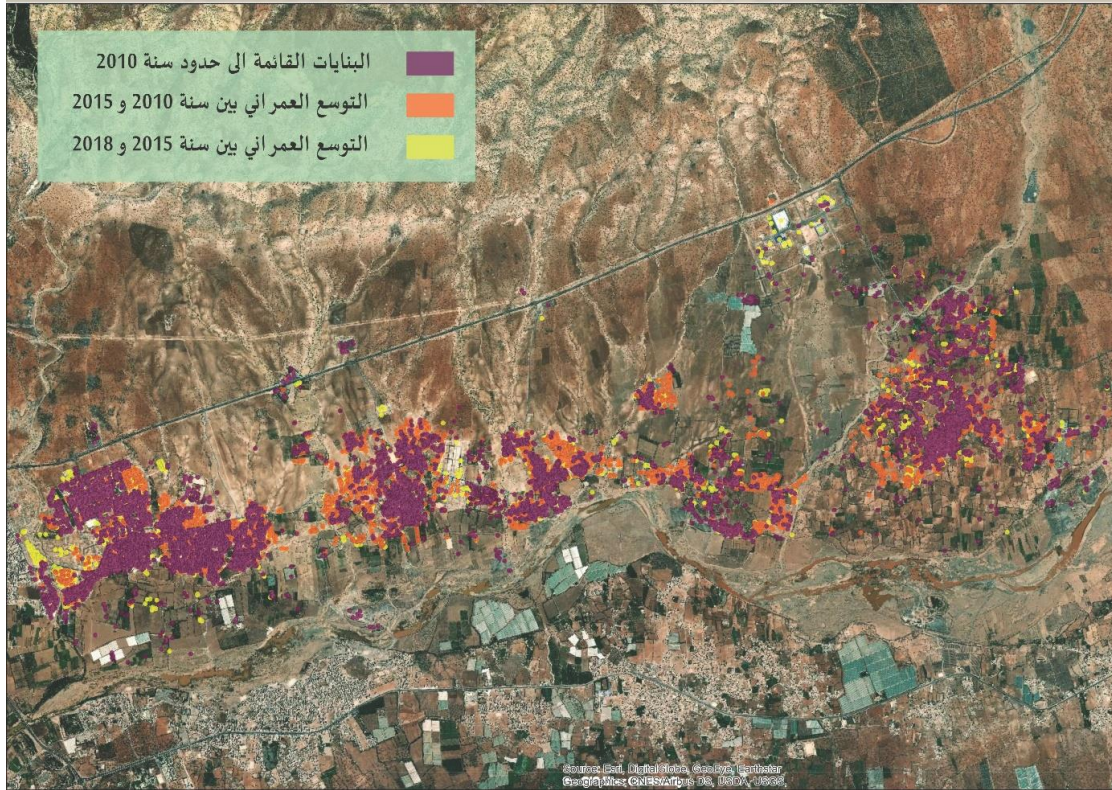 البنايات القائمة الى حدود سنة 2010
التوسع العمراني بين سنة 2010 و 2015
التوسع العمراني بين سنة 2015 و 2018
Source: Esri, DigitalGlobe, GeoEye, Earthstar
Geographics, CNES/Airbus DS, USDA, USGS,